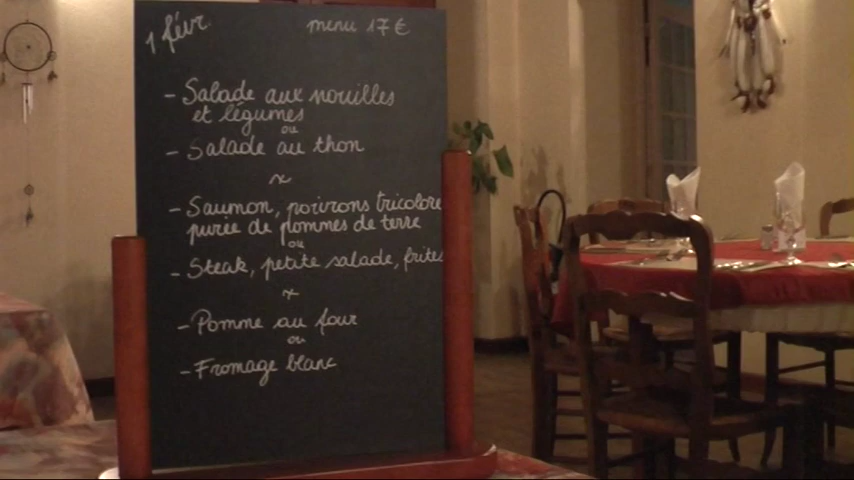 1 févr menu 17 €
- Salade aux nouilles
et légumes
ou
- Salade au thon
x
- Saumon, poivrons tricolore
purée de pommes de terre
ou
- Steak, petite salade, frites
x
- Pomme au four
ou
- Fromage blanc